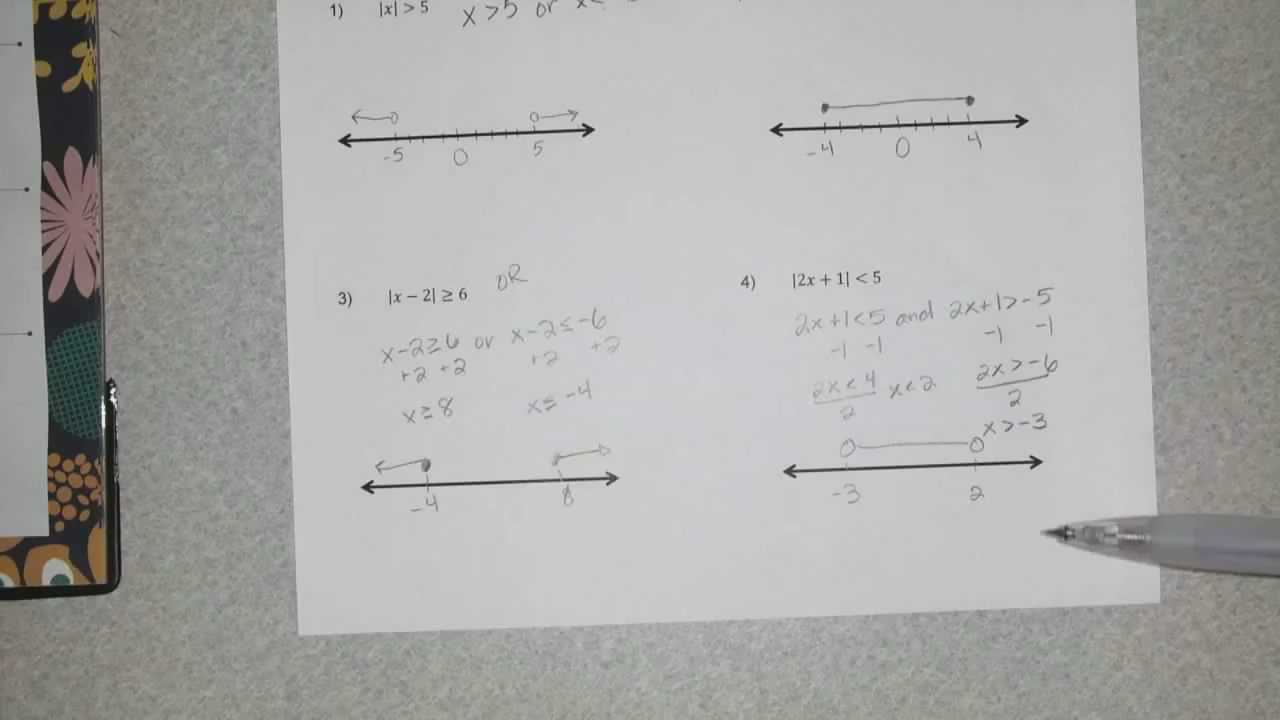 1) |x| > 5 x > 5 or x <
-5 0 5
-4 0 4
3) |x − 2| ≥ 6 OR
x-2≥6 or x-2≤-6
+2 +2 +2 +2
x≥8 x≤-4
-4 8
4) |2x + 1| < 5
2x+1<5 and 2x+1>-5
-1 -1 -1 -1
2x<4 x<2 2x>-6
2 2
x>-3
-3 2